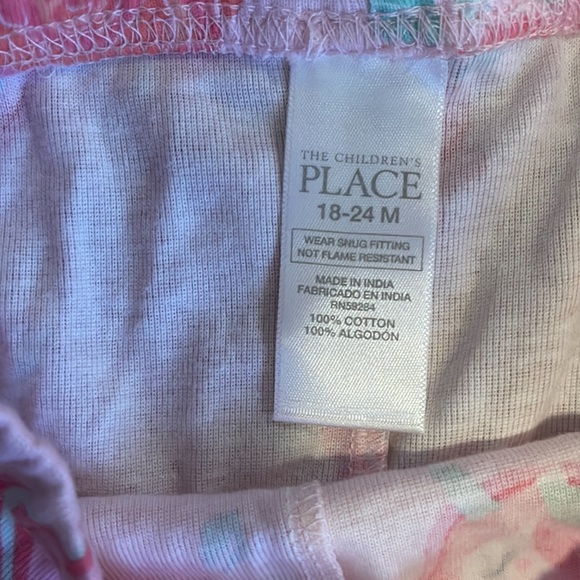 THE CHILDREN'S
PLACE
18-24 M
WEAR SNUG FITTING
NOT FLAME RESISTANT
MADE IN INDIA
FABRICADO EN INDIA
RN59284
100% COTTON
100% ALGODÓN